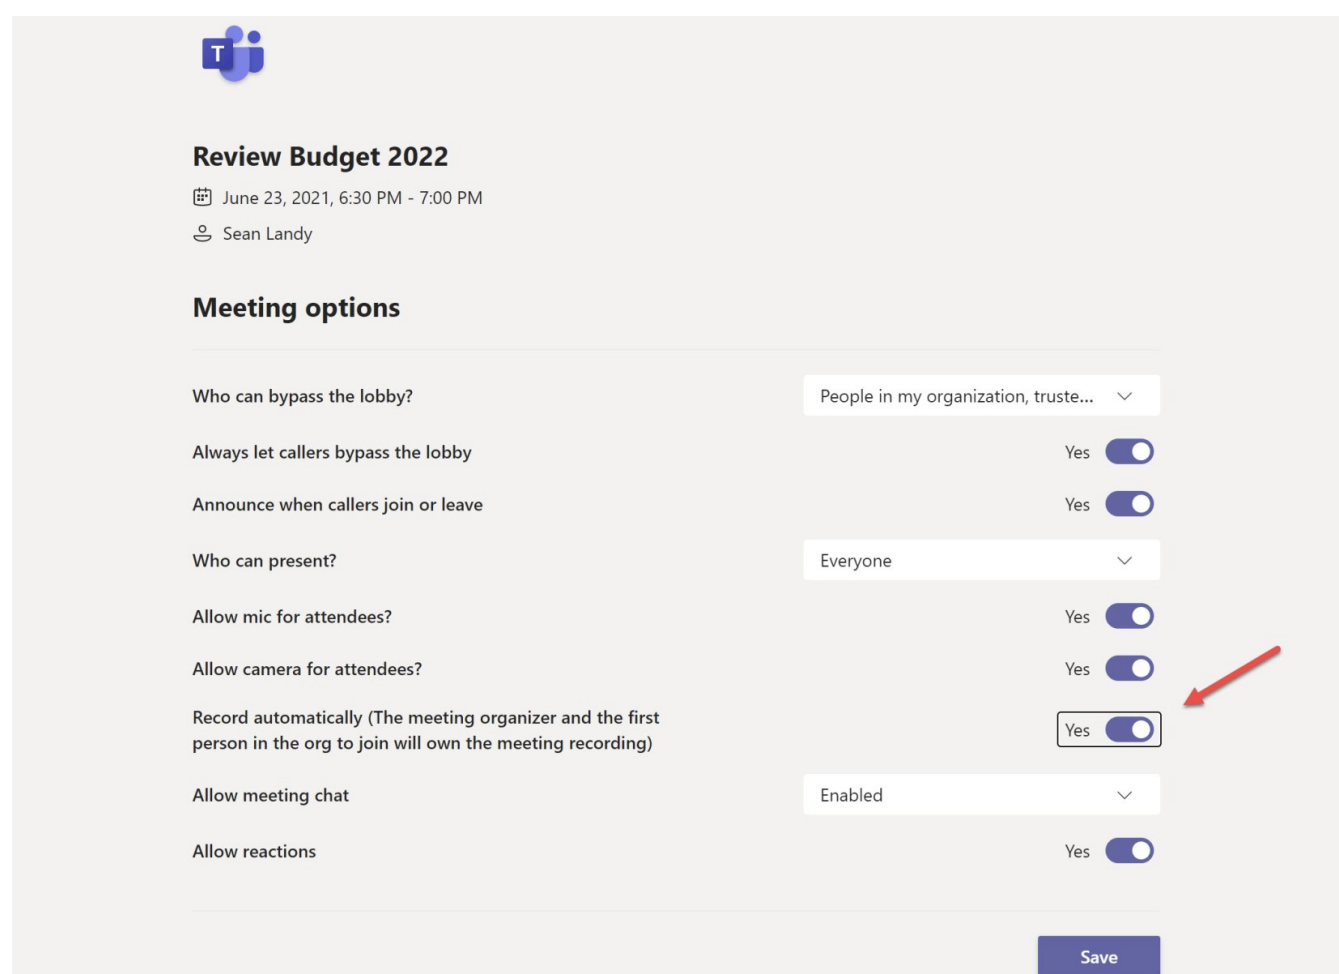 T
Review Budget 2022
June 23, 2021, 6:30 PM - 7:00 PM
Sean Landy
Meeting options
Who can bypass the lobby?
People in my organization, truste...
Always let callers bypass the lobby
Yes
Announce when callers join or leave
Yes
Who can present?
Everyone
Allow mic for attendees?
Yes
Allow camera for attendees?
Yes
Record automatically (The meeting organizer and the first
person in the org to join will own the meeting recording)
Yes
Allow meeting chat
Enabled
Allow reactions
Yes
Save